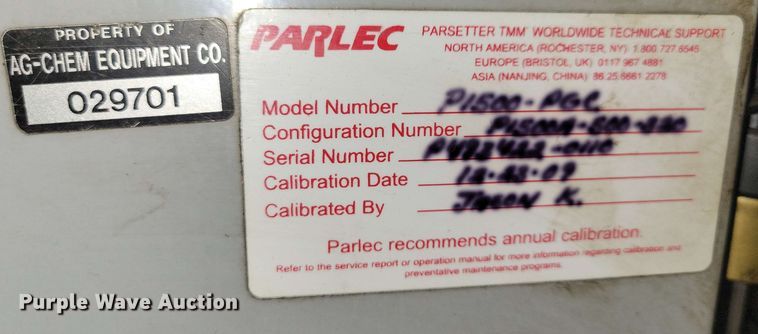 PROPERTY OF
AG-CHEM EQUIPMENT CO.
029701
PARLEC
PARSETTER TMM WORLDWIDE TECHNICAL SUPPORT
NORTH AMERICA (ROCHESTER, NY) 1.800.727.6545
EUROPE (BRISTOL, UK) 0117 967 4881
ASIA (NANJING, CHINA) 86 25.6661 2278
Model Number P1500-PGC
Configuration Number
Serial Number
Calibration Date
Calibrated By Jason K.
Parlec recommends annual calibration.
Refer to the service report or operation manual for more information regarding calibration and
preventative maintenance programs.
Purple Wave Auction